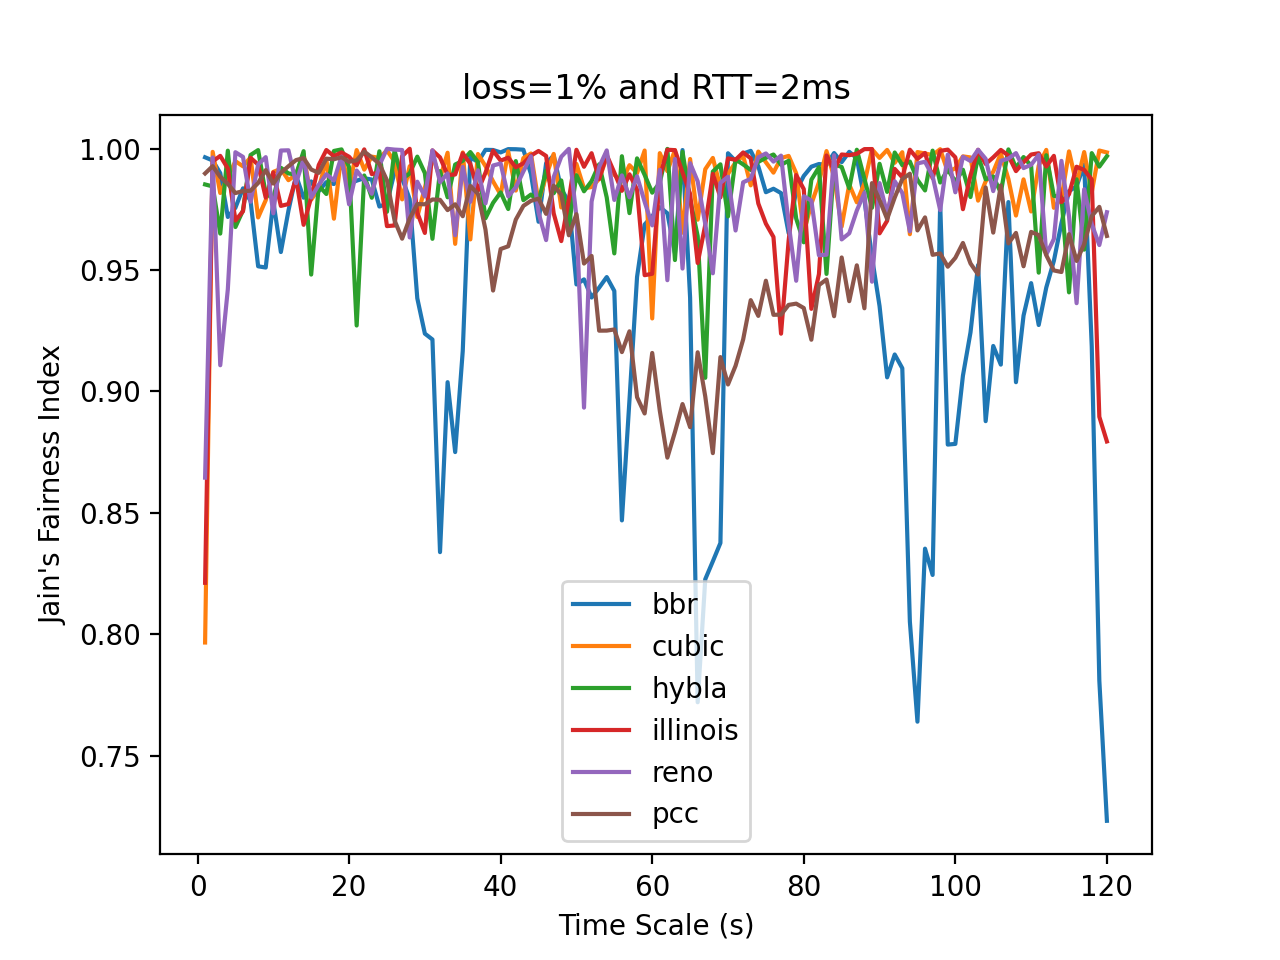 loss=1% and RTT=2ms
Jain's Fairness Index
1.00
0.95
0.90
0.85
0.80
0.75
bbr
cubic
hybla
illinois
reno
pcc
0 20 40 60 80 100 120
Time Scale (s)